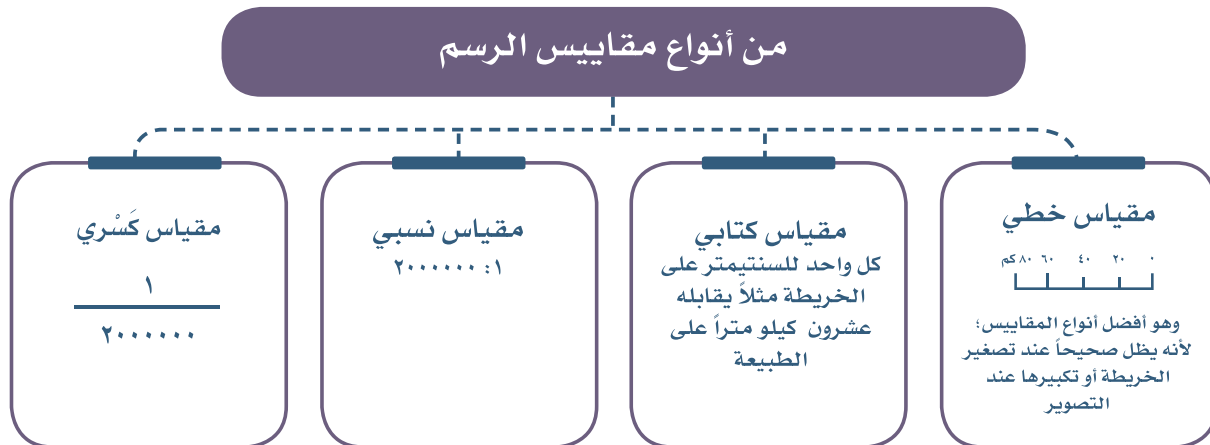 من أنواع مقاييس الرسم
مقياس خطي
٠ ٢٠ ٤٠ ٦٠ ٨٠ كم
وهو أفضل أنواع المقاييس؛
لأنه يظل صحيحاً عند تصغير
الخريطة أو تكبيرها عند
التصوير
مقياس كتابي
كل واحد للسنتيمتر على
الخريطة مثلاً يقابله
عشرون كيلو متراً على
الطبيعة
مقياس نسبي
١: ٢٠٠٠٠٠٠
مقياس كَسْري
١
٢٠٠٠٠٠٠